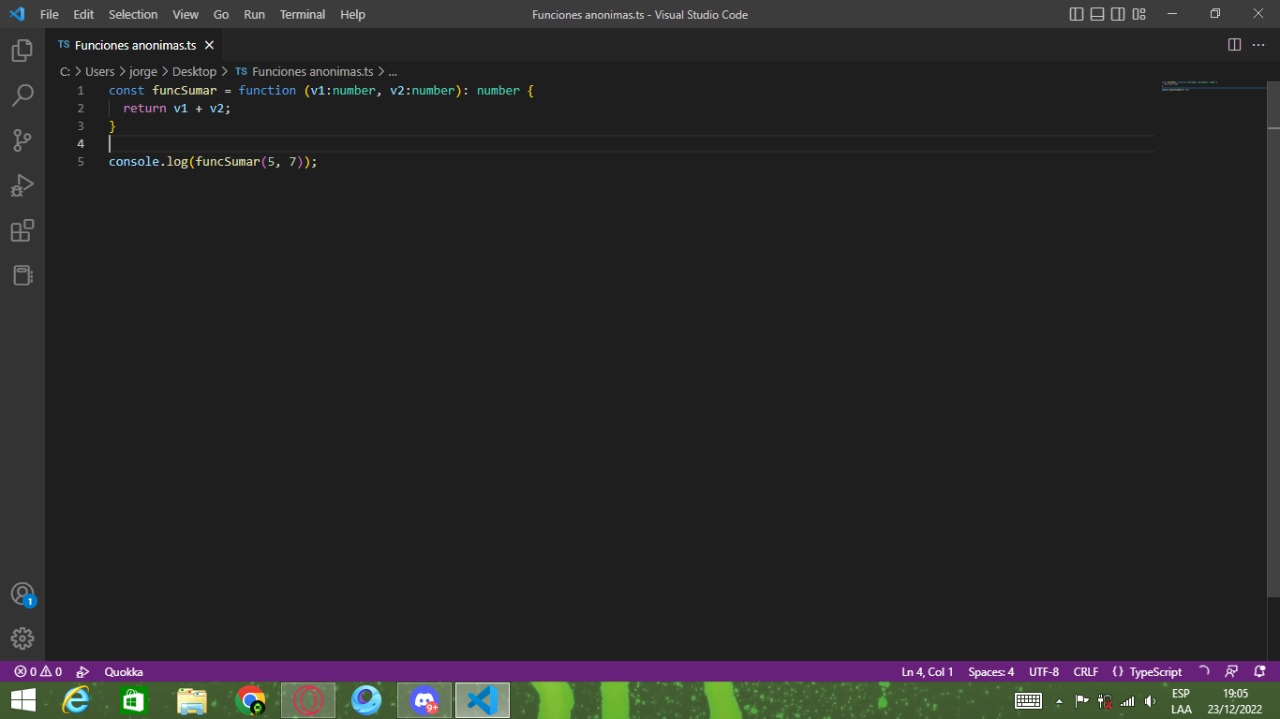 File Edit Selection View Go Run Terminal Help Funciones anonimas.ts - Visual Studio Code
TS Funciones anonimas.ts
C: > Users > jorge > Desktop > TS Funciones anonimas.ts > ...
1 const funcSumar = function (v1:number, v2:number): number {
2 return v1 + v2;
3 }
4
5 console.log(funcSumar(5, 7));
1
0 0 Quokka Ln 4, Col 1 Spaces: 4 UTF-8 CRLF {} TypeScript
9+ ESP 19:05
LAA 23/12/2022